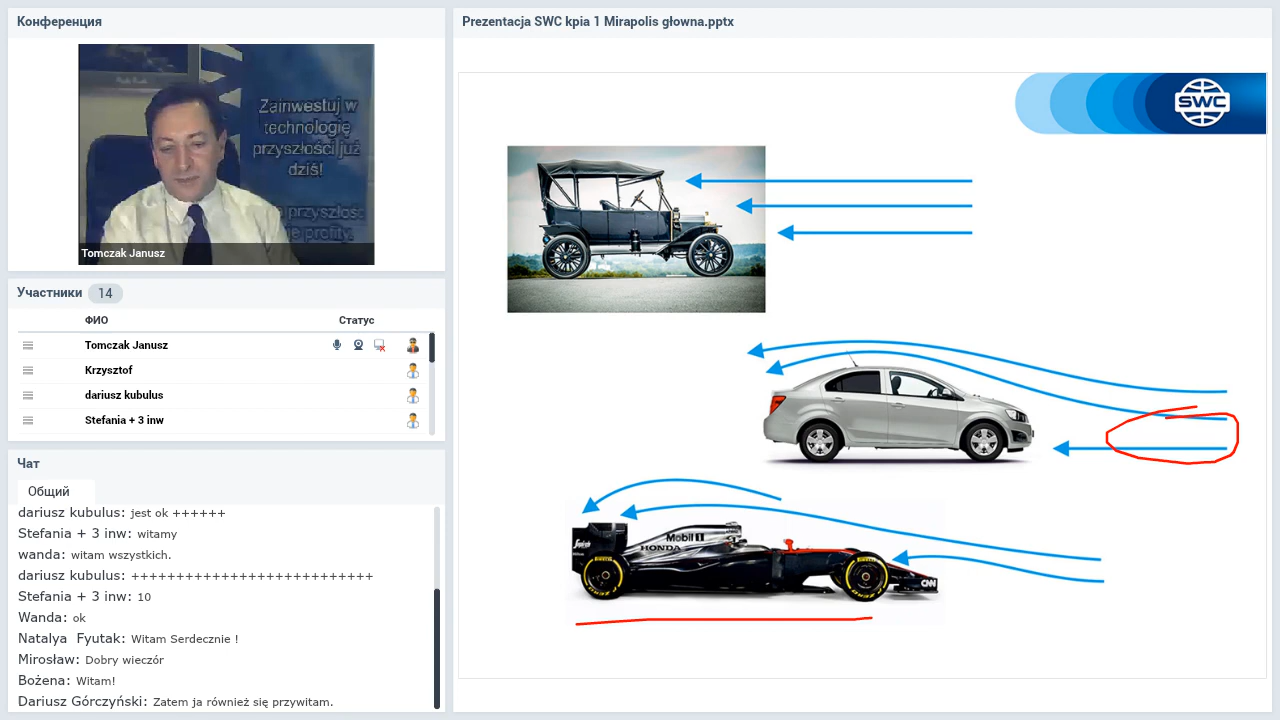 Конференция
Zainwestuj w
technologię
przyszłości już
dziś!
Tomczak Janusz
Участники 14
ФИО Статус
Tomczak Janusz
Krzysztof
dariusz kubulus
Stefania + 3 inw
Чат
Общий
dariusz kubulus: jest ok ++++++
Stefania + 3 inw: witamy
wanda: witam wszystkich.
dariusz kubulus: +++++++++++++++++++++++++++
Stefania + 3 inw: 10
Wanda: ok
Natalya Fyutak: Witam Serdecznie !
Mirosław: Dobry wieczór
Bożena: Witam!
Dariusz Górczyński: Zatem ja również się przywitam.
Prezentacja SWC kpia 1 Mirapolis głowna.pptx
SWC
Mobil 1
HONDA
CNN